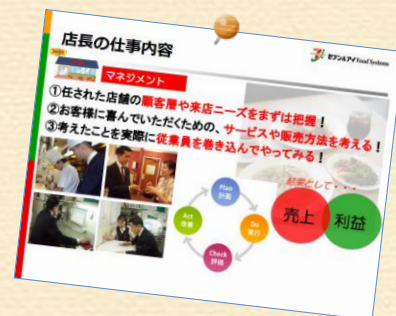 店長の仕事内容
セブン&アイ Food Systems
マネジメント
①任された店舗の顧客層や来店ニーズをまずは把握!
②お客様に喜んでいただくための、サービスや販売方法を考える!
③考えたことを実際に従業員を巻き込んでやってみる!
結果として・・・
Plan
計画
Act
改善
Do
実行
Check
評価
売上
利益